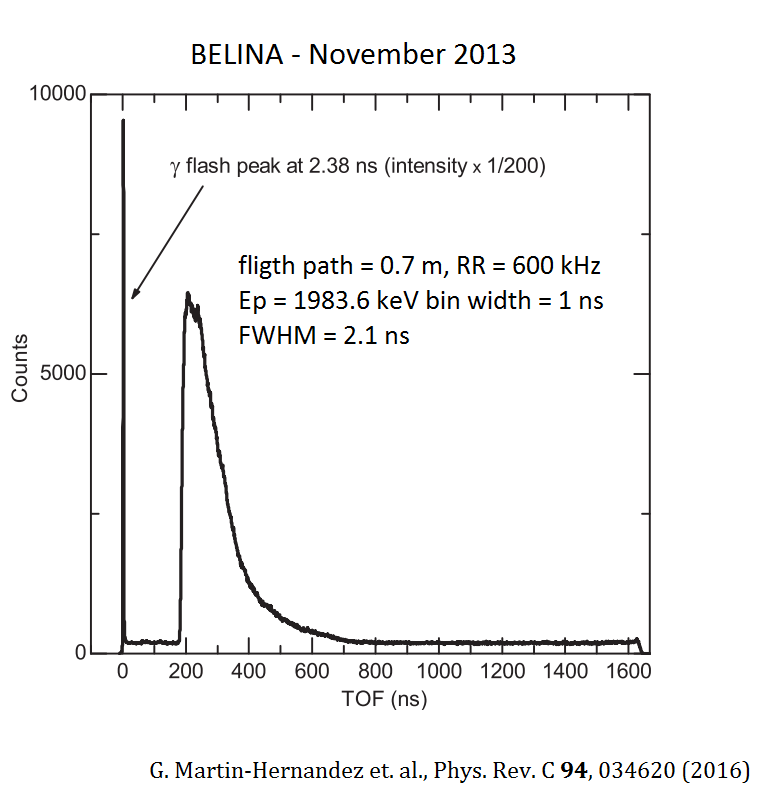 BELINA - November 2013
10000
γ flash peak at 2.38 ns (intensity x 1/200)
fligth path = 0.7 m, RR = 600 kHz
Ep = 1983.6 keV bin width = 1 ns
FWHM = 2.1 ns
Counts
5000
0
0 200 400 600 800 1000 1200 1400 1600
TOF (ns)
G. Martin-Hernandez et. al., Phys. Rev. C 94, 034620 (2016)